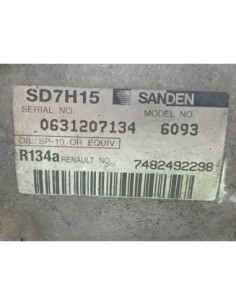 SD7H15 SANDEN
SERIAL NO. MODEL NO.
0631207134 6093
OIL: SP-10 OR EQUIV
R134a RENAULT NO. 7482492298